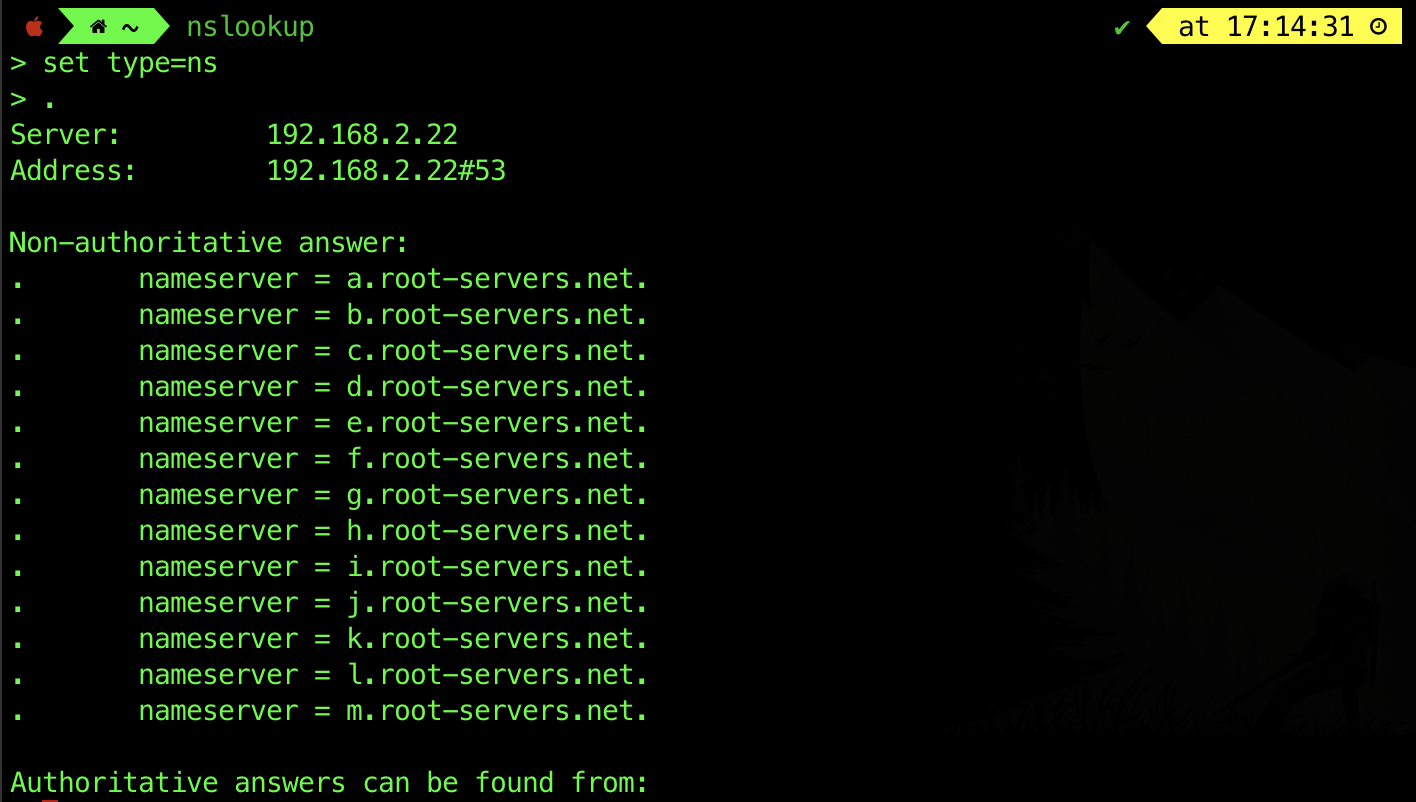 ~ nslookup ✔ at 17:14:31
> set type=ns
> .
Server: 192.168.2.22
Address: 192.168.2.22#53
Non-authoritative answer:
. nameserver = a.root-servers.net.
. nameserver = b.root-servers.net.
. nameserver = c.root-servers.net.
. nameserver = d.root-servers.net.
. nameserver = e.root-servers.net.
. nameserver = f.root-servers.net.
. nameserver = g.root-servers.net.
. nameserver = h.root-servers.net.
. nameserver = i.root-servers.net.
. nameserver = j.root-servers.net.
. nameserver = k.root-servers.net.
. nameserver = l.root-servers.net.
. nameserver = m.root-servers.net.
Authoritative answers can be found from: